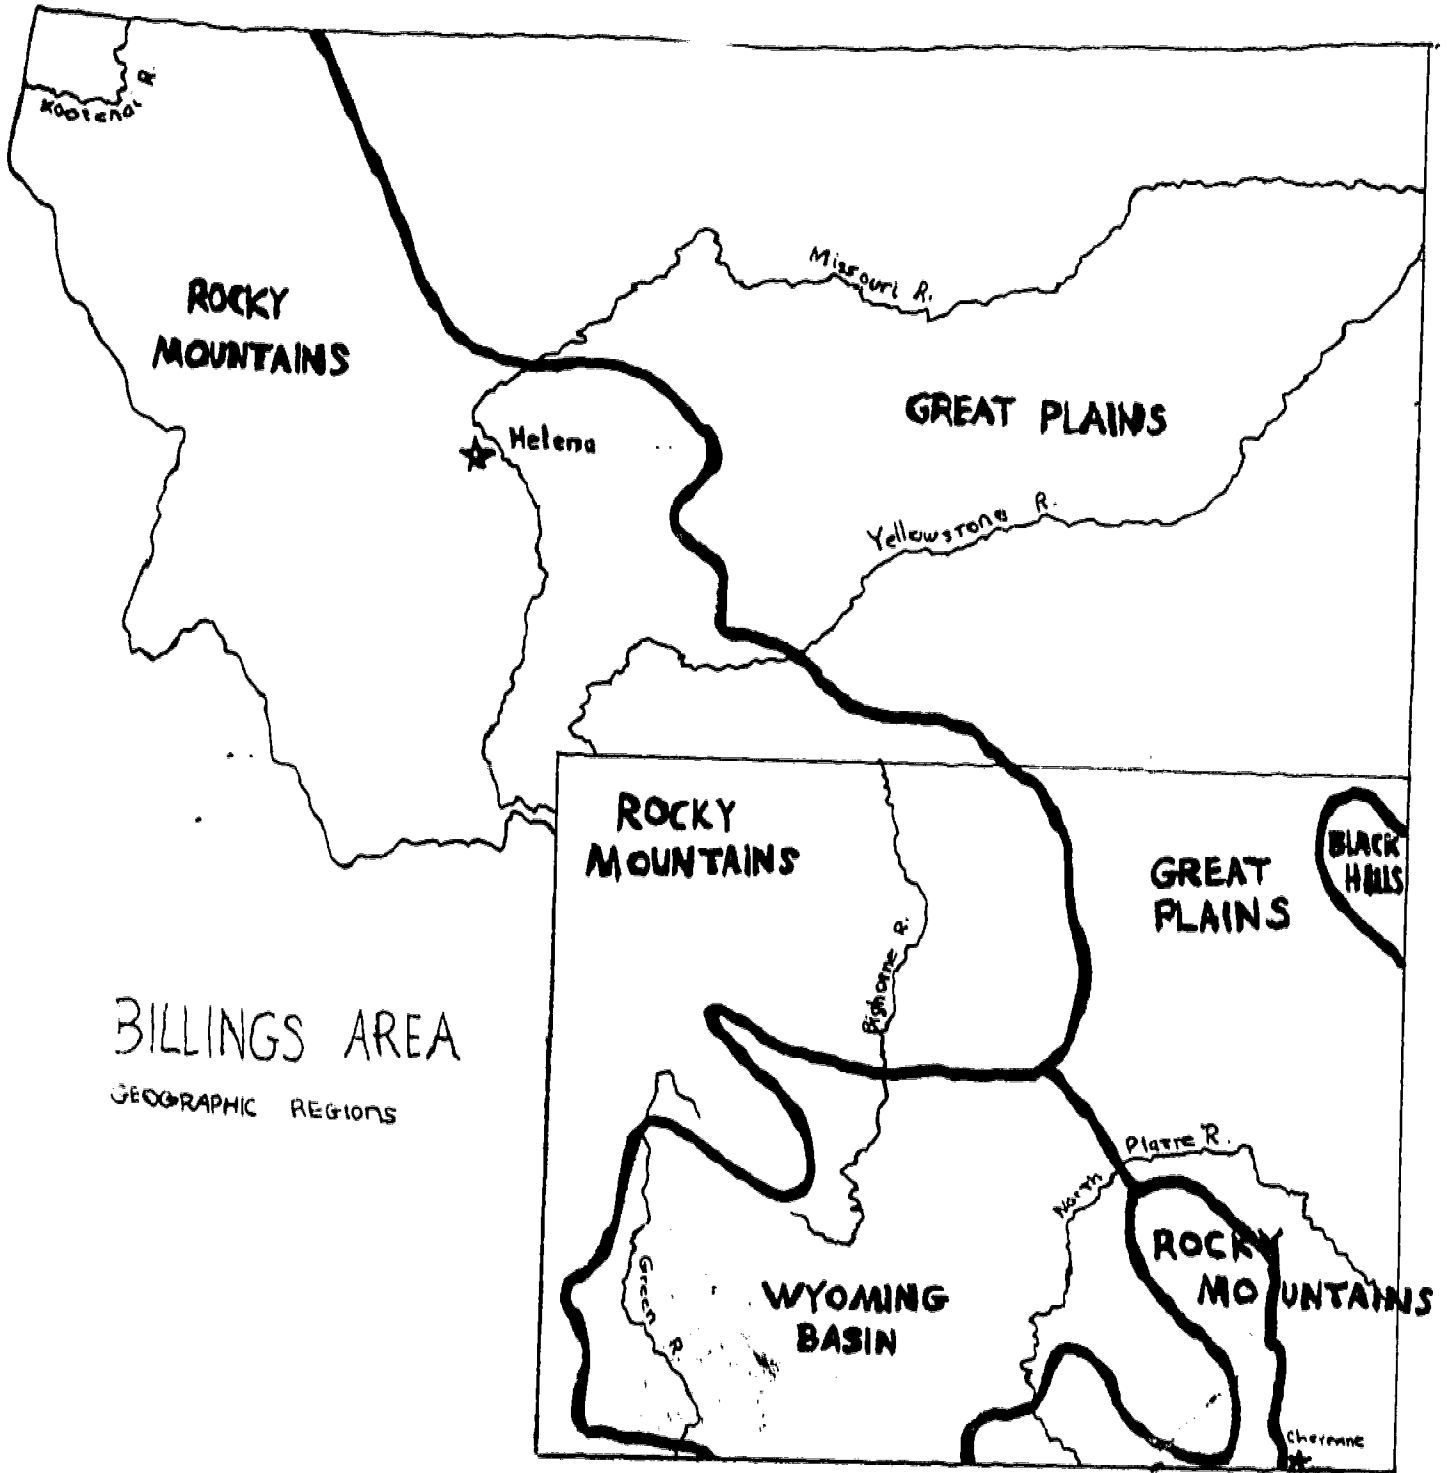 Kootenai R.
ROCKY
MOUNTAINS
Missouri R.
GREAT PLAINS
Helena
Yellowstone R.
ROCKY
MOUNTAINS
GREAT
PLAINS
BLACK
HILLS
Bighorne R.
BILLINGS AREA
GEOGRAPHIC REGIONS
North Platte R.
ROCKY
MOUNTAINS
Green R.
WYOMING
BASIN
Cheyenne